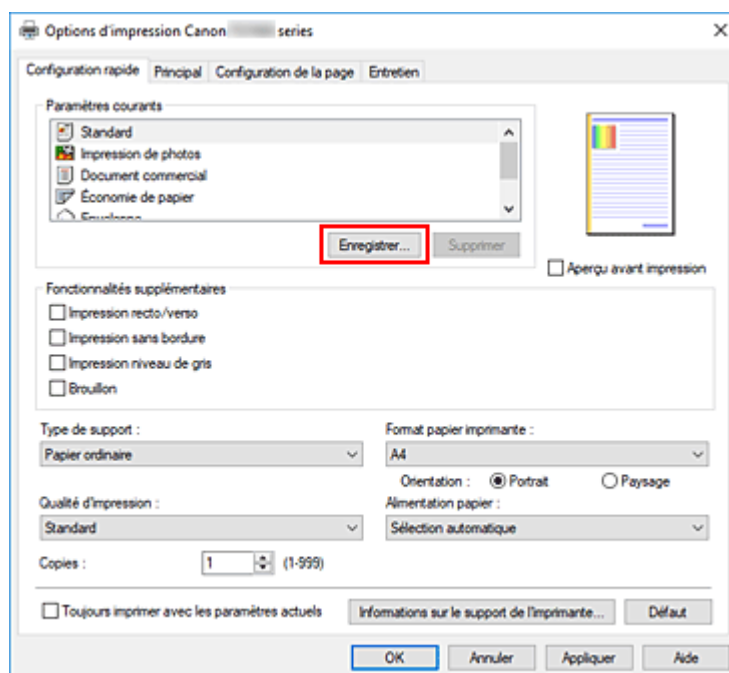 Options d'impression Canon series
Configuration rapide Principal Configuration de la page Entretien
Paramètres courants
Standard
Impression de photos
Document commercial
Économie de papier
Enregistrer... Supprimer
Aperçu avant impression
Fonctionnalités supplémentaires
Impression recto/verso
Impression sans bordure
Impression niveau de gris
Brouillon
Type de support : Format papier imprimante :
Papier ordinaire A4
Orientation : Portrait Paysage
Qualité d'impression : Alimentation papier :
Standard Sélection automatique
Copies : 1 (1-999)
Toujours imprimer avec les paramètres actuels Informations sur le support de l'imprimante... Défaut
OK Annuler Appliquer Aide